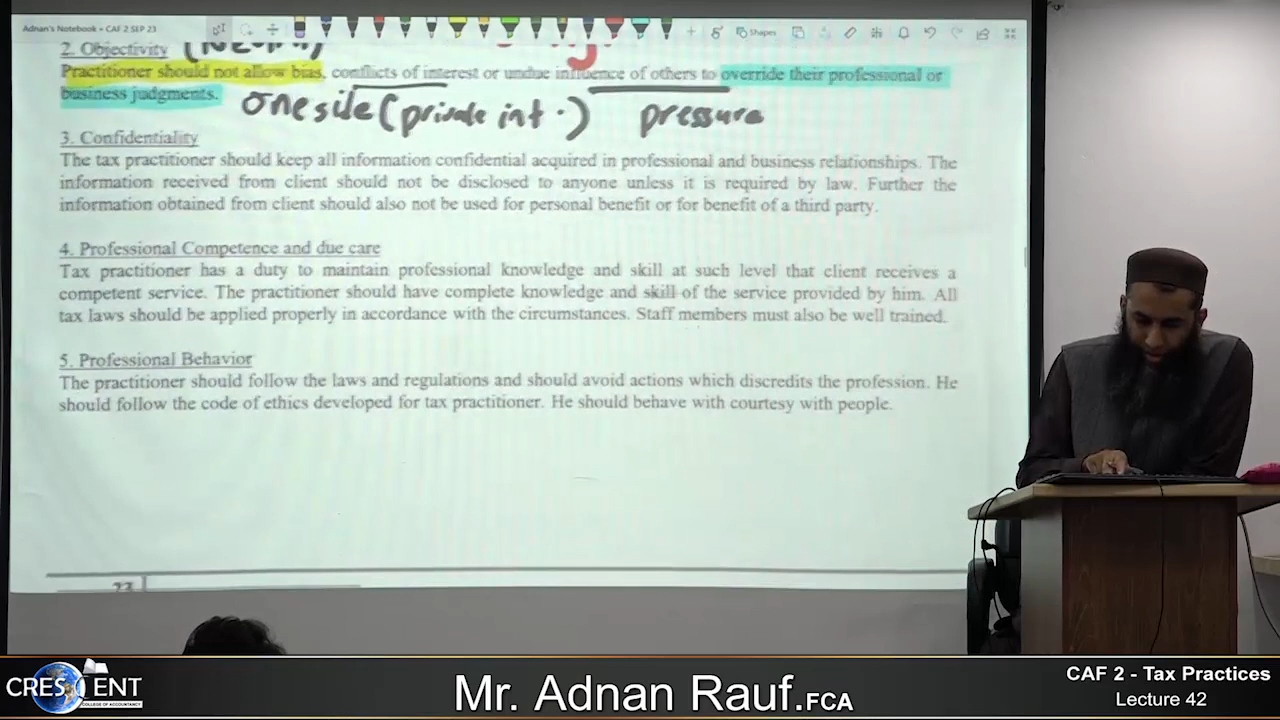 Adnan's Notebook • CAF 2 SEP 23
Shapes
2. Objectivity
Practitioner should not allow bias, conflicts of interest or undue influence of others to override their professional or
business judgments.
one side (private int.) pressure
3. Confidentiality
The tax practitioner should keep all information confidential acquired in professional and business relationships. The
information received from client should not be disclosed to anyone unless it is required by law. Further the
information obtained from client should also not be used for personal benefit or for benefit of a third party.
4. Professional Competence and due care
Tax practitioner has a duty to maintain professional knowledge and skill at such level that client receives a
competent service. The practitioner should have complete knowledge and skill of the service provided by him. All
tax laws should be applied properly in accordance with the circumstances. Staff members must also be well trained.
5. Professional Behavior
The practitioner should follow the laws and regulations and should avoid actions which discredits the profession. He
should follow the code of ethics developed for tax practitioner. He should behave with courtesy with people.
CRESCENT
COLLEGE OF ACCOUNTANCY
Mr. Adnan Rauf.FCA
CAF 2 - Tax Practices
Lecture 42